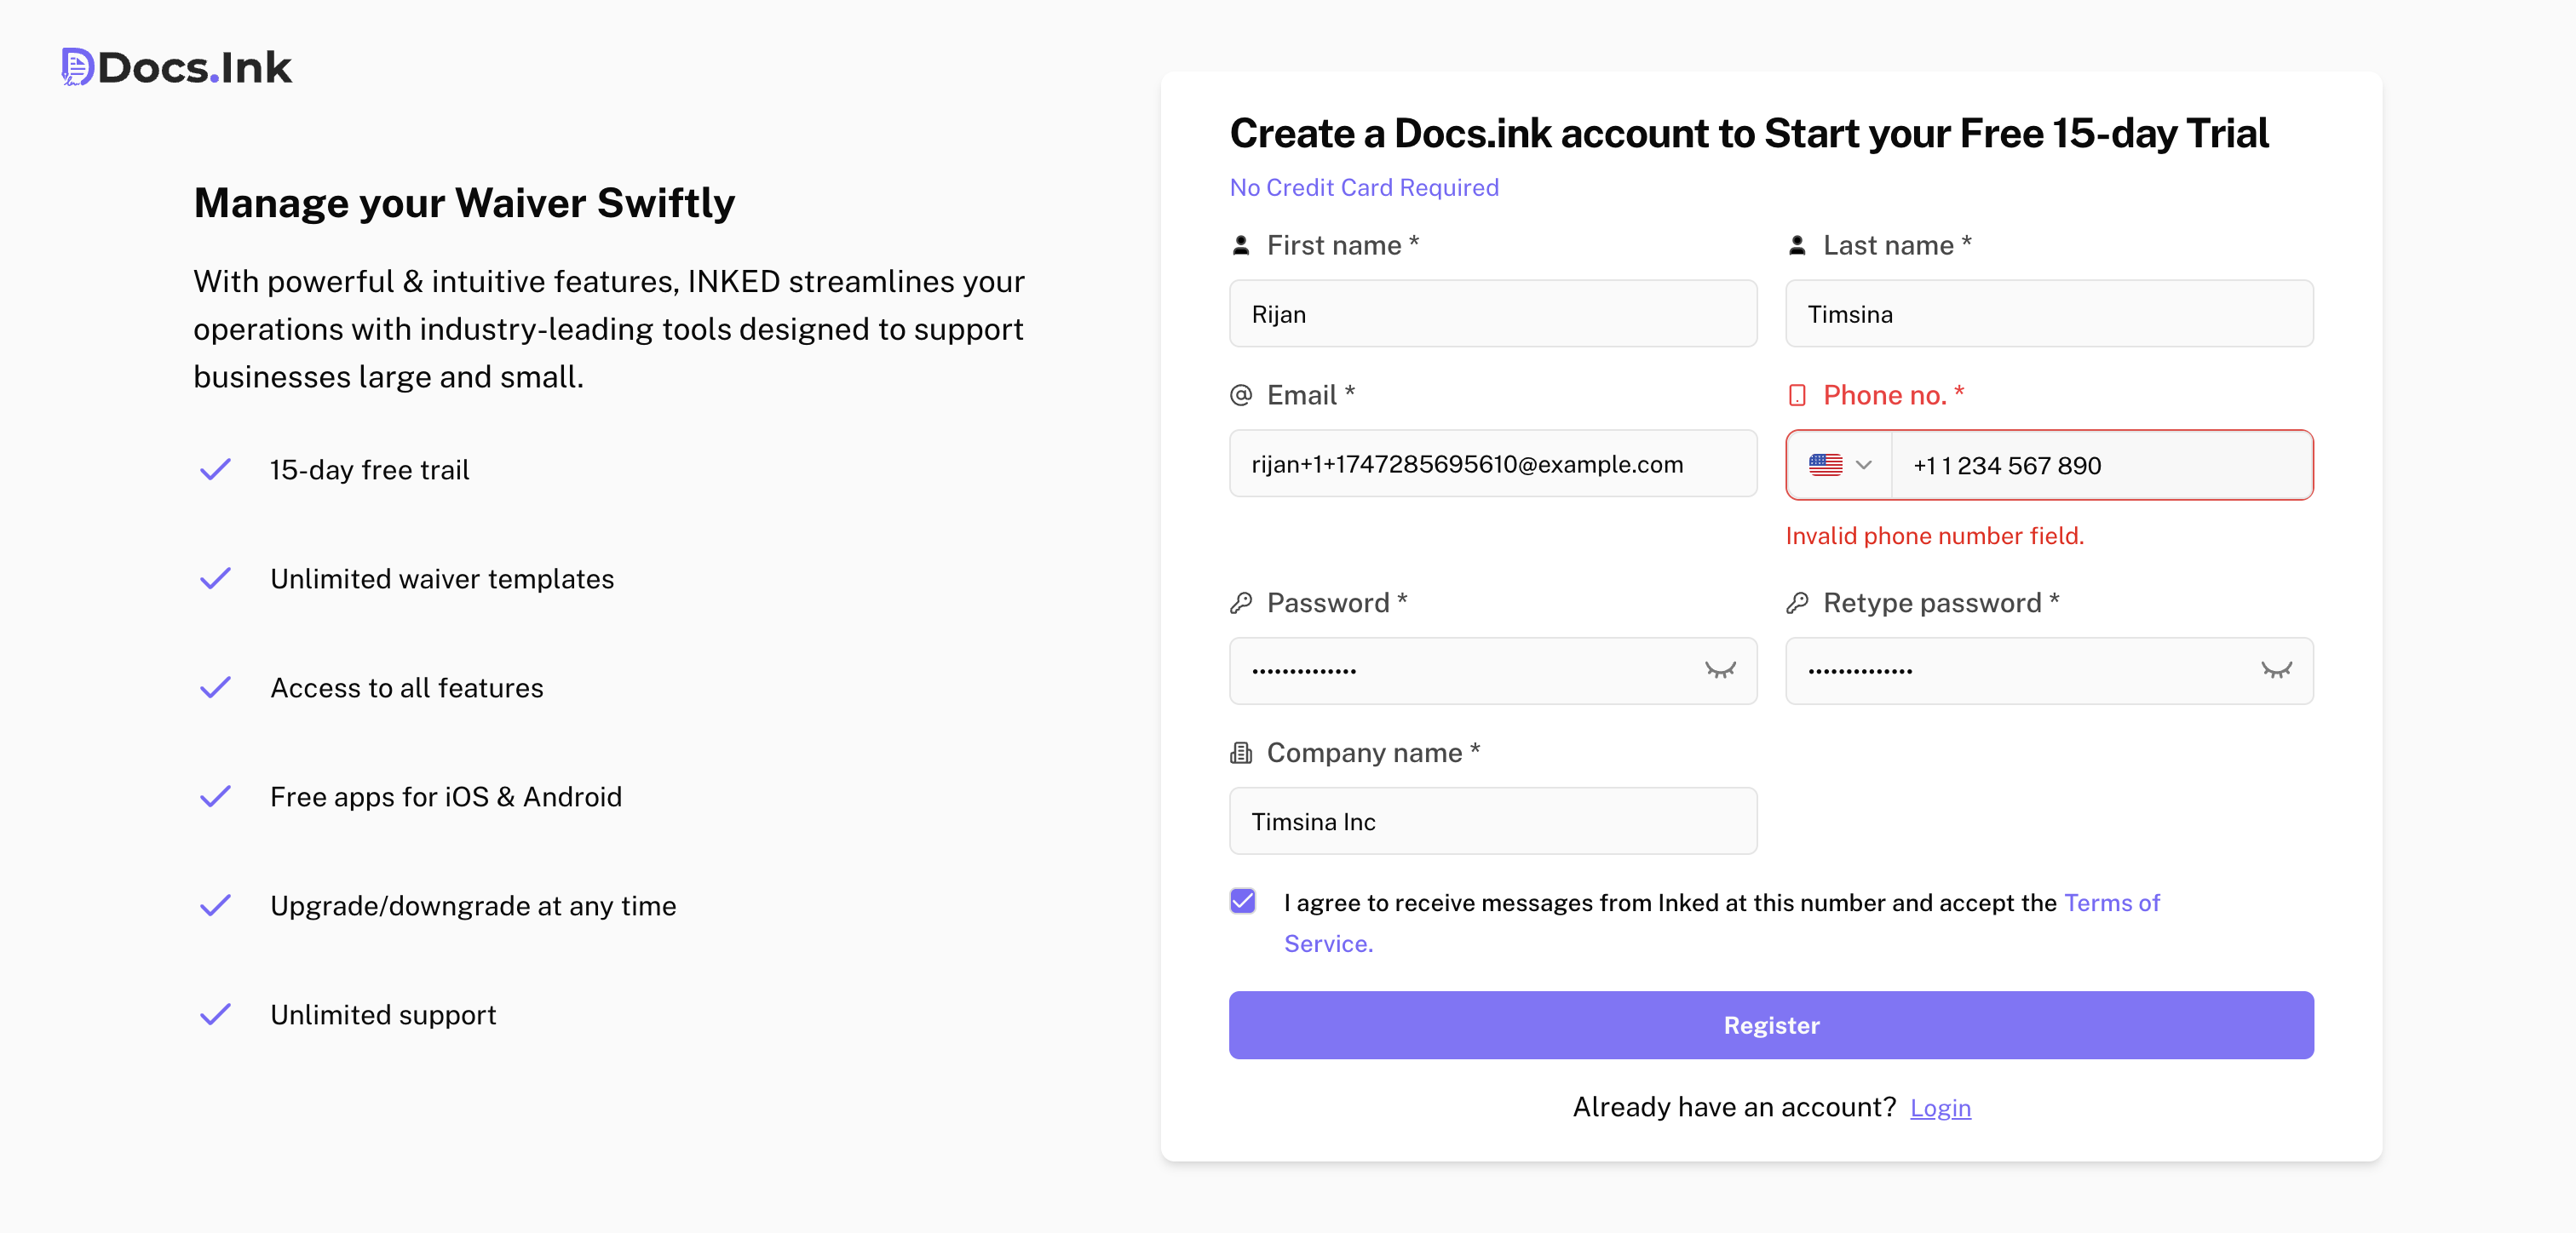 Docs.Ink
Manage your Waiver Swiftly
With powerful & intuitive features, INKED streamlines your
operations with industry-leading tools designed to support
businesses large and small.
15-day free trail
Unlimited waiver templates
Access to all features
Free apps for iOS & Android
Upgrade/downgrade at any time
Unlimited support
Create a Docs.ink account to Start your Free 15-day Trial
No Credit Card Required
First name *
Last name *
Rijan
Timsina
Email *
Phone no. *
rijan+1+1747285695610@example.com
+1 1 234 567 890
Invalid phone number field.
Password *
Retype password *
••••••••••••••
••••••••••••••
Company name *
Timsina Inc
I agree to receive messages from Inked at this number and accept the Terms of
Service.
Register
Already have an account? Login